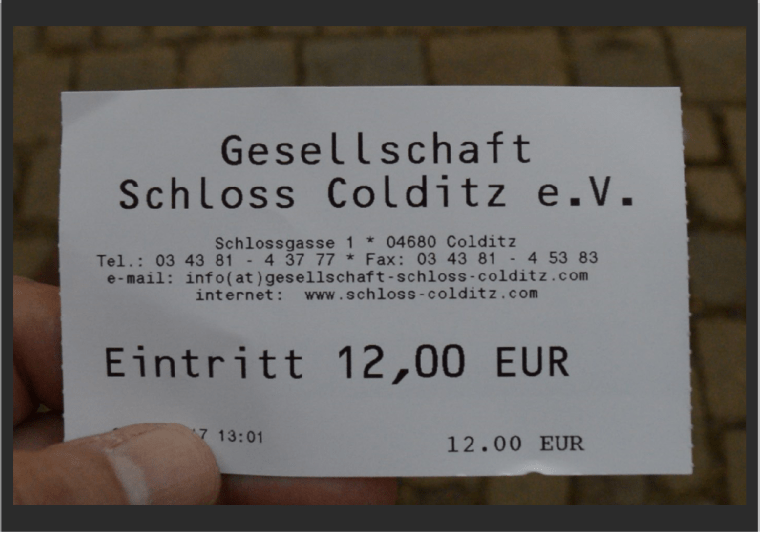 Gesellschaft
Schloss Colditz e.V.
Schlossgasse 1 * 04680 Colditz
Tel.: 03 43 81 - 4 37 77 * Fax: 03 43 81 - 4 53 83
e-mail: info(at)gesellschaft-schloss-colditz.com
internet: www.schloss-colditz.com
Eintritt 12,00 EUR
13:01 12.00 EUR